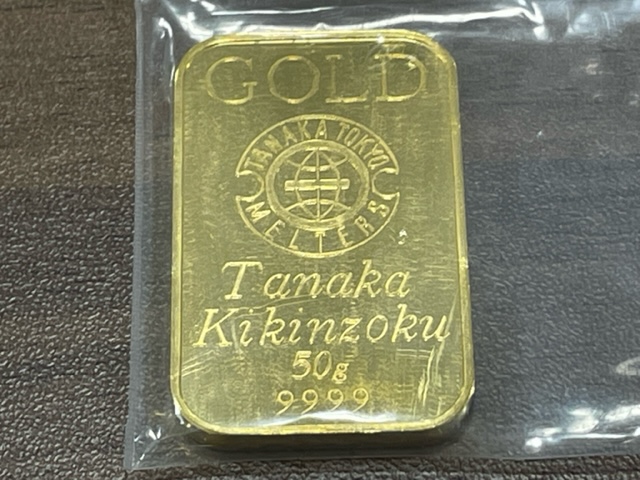 GOLD
TANAKA TOKYO
MELTERS
Tanaka
Kikinzoku
50g
9999